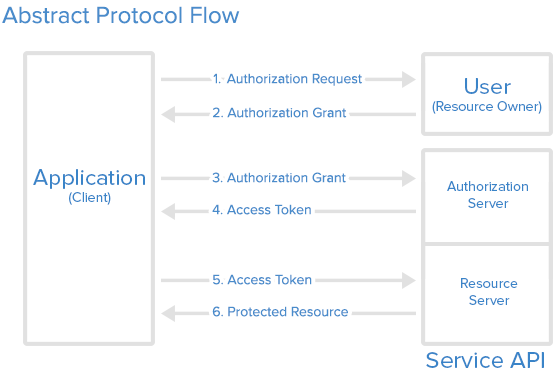 Abstract Protocol Flow
Application
(Client)
1. Authorization Request
2. Authorization Grant
3. Authorization Grant
4. Access Token
5. Access Token
6. Protected Resource
User
(Resource Owner)
Authorization
Server
Resource
Server
Service API